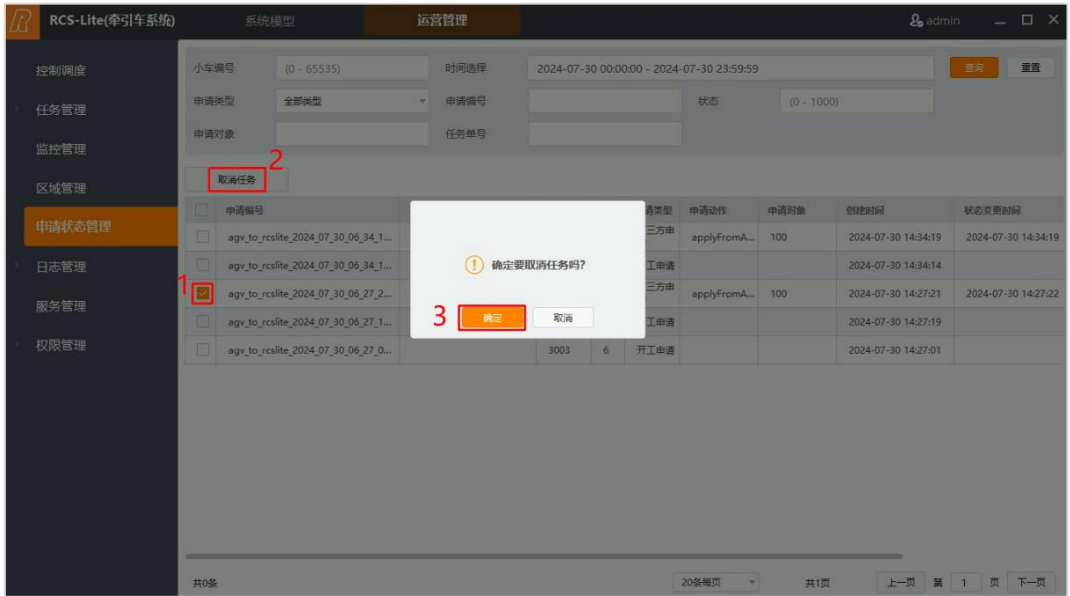 RCS-Lite(牵引车系统) 系统模型 运营管理 admin
控制调度
任务管理
监控管理
区域管理
申请状态管理
日志管理
服务管理
权限管理
小车编号 (0 - 65535) 时间选择 2024-07-30 00:00:00 - 2024-07-30 23:59:59 查询 重置
申请类型 全部类型 申请编号 状态 (0 - 1000)
申请对象 任务单号
2
取消任务
申请编号 请类型 申请动作 申请对象 创建时间 状态变更时间
agv_to_rcslite_2024_07_30_06_34_1... 三方申 applyFromA... 100 2024-07-30 14:34:19 2024-07-30 14:34:19
agv_to_rcslite_2024_07_30_06_34_1... 工申请 2024-07-30 14:34:14
1
agv_to_rcslite_2024_07_30_06_27_2... 三方申 applyFromA... 100 2024-07-30 14:27:21 2024-07-30 14:27:22
agv_to_rcslite_2024_07_30_06_27_1... 工申请 2024-07-30 14:27:19
agv_to_rcslite_2024_07_30_06_27_0... 3003 6 开工申请 2024-07-30 14:27:01
确定要取消任务吗?
3 确定 取消
共0条 20条每页 共1页 上一页 第 1 页 下一页